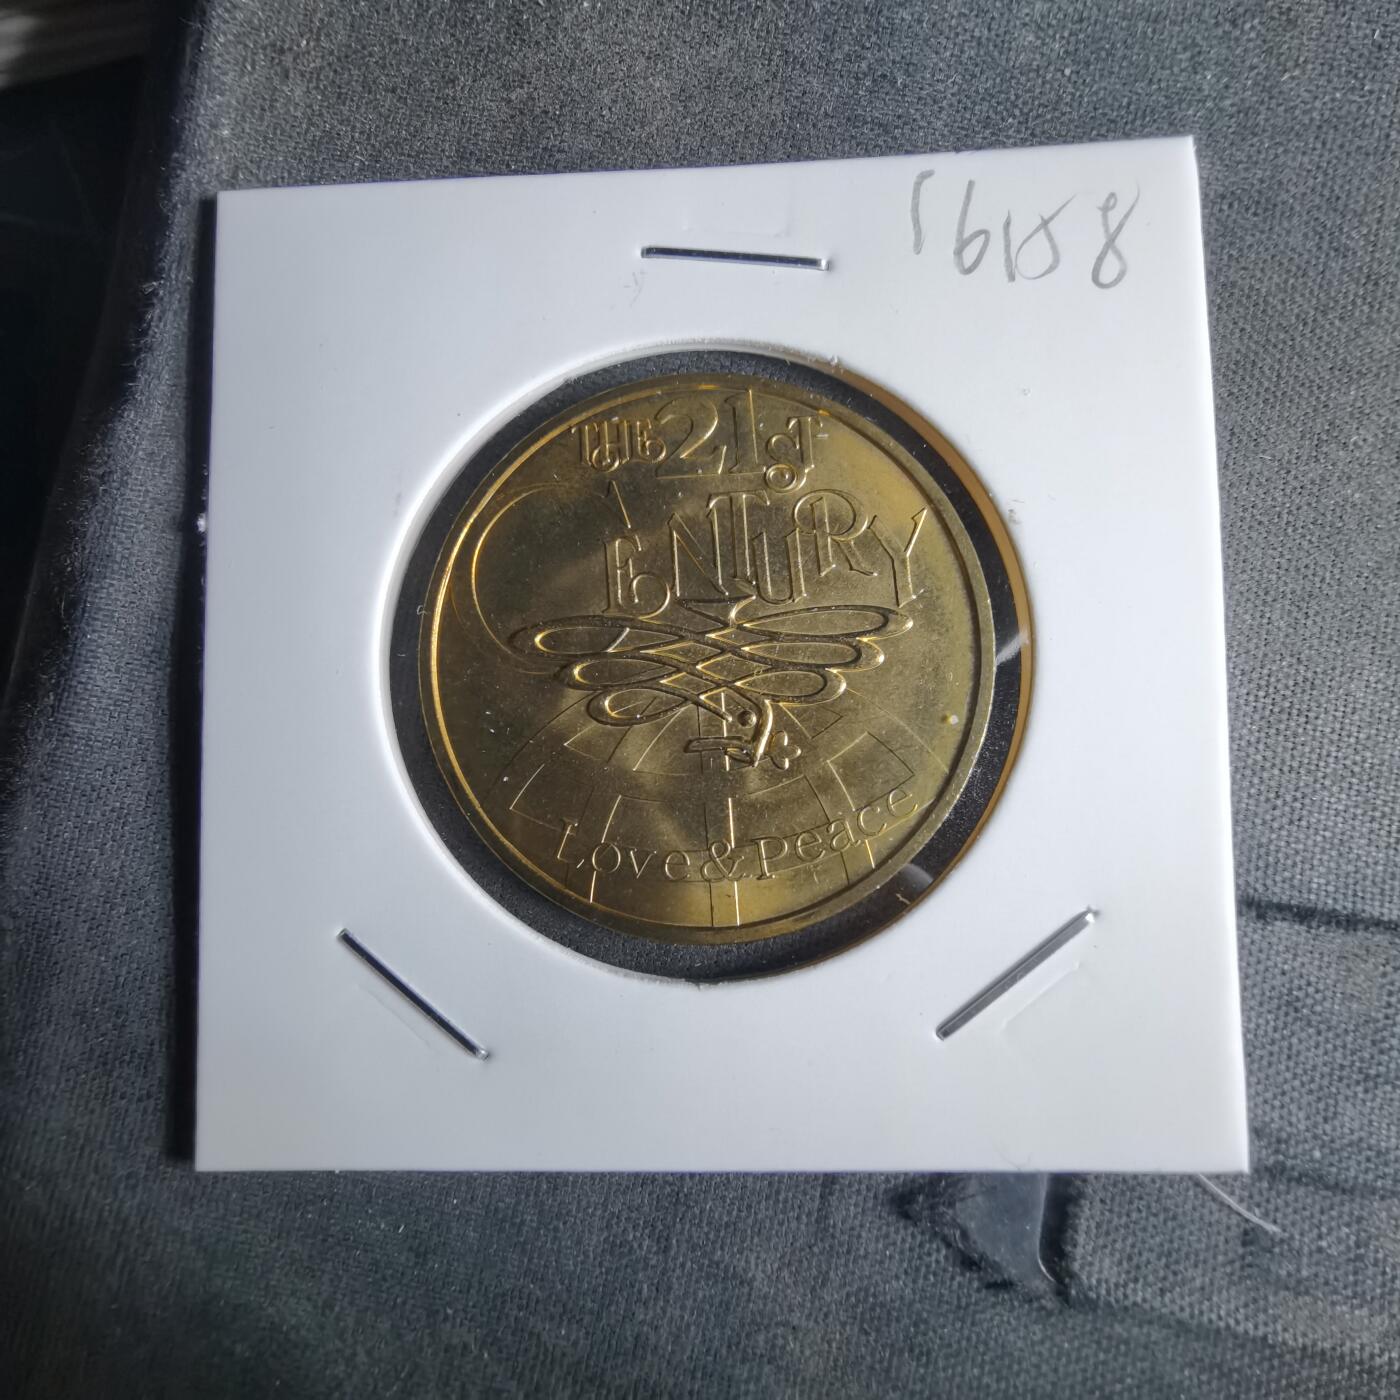 THE 21ST
CENTURY
Love & Peace